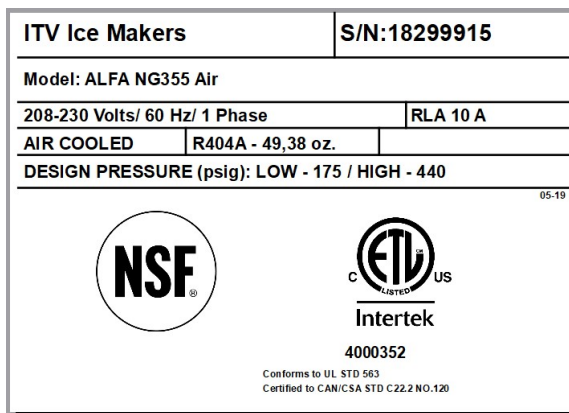 ITV Ice Makers
S/N:18299915
Model: ALFA NG355 Air
208-230 Volts/ 60 Hz/ 1 Phase
RLA 10 A
AIR COOLED
R404A - 49,38 oz.
DESIGN PRESSURE (psig): LOW - 175 / HIGH - 440
05-19
NSF®
ETL
CM
C
US
LISTED
Intertek
4000352
Conforms to UL STD 563
Certified to CAN/CSA STD C22.2 NO.120